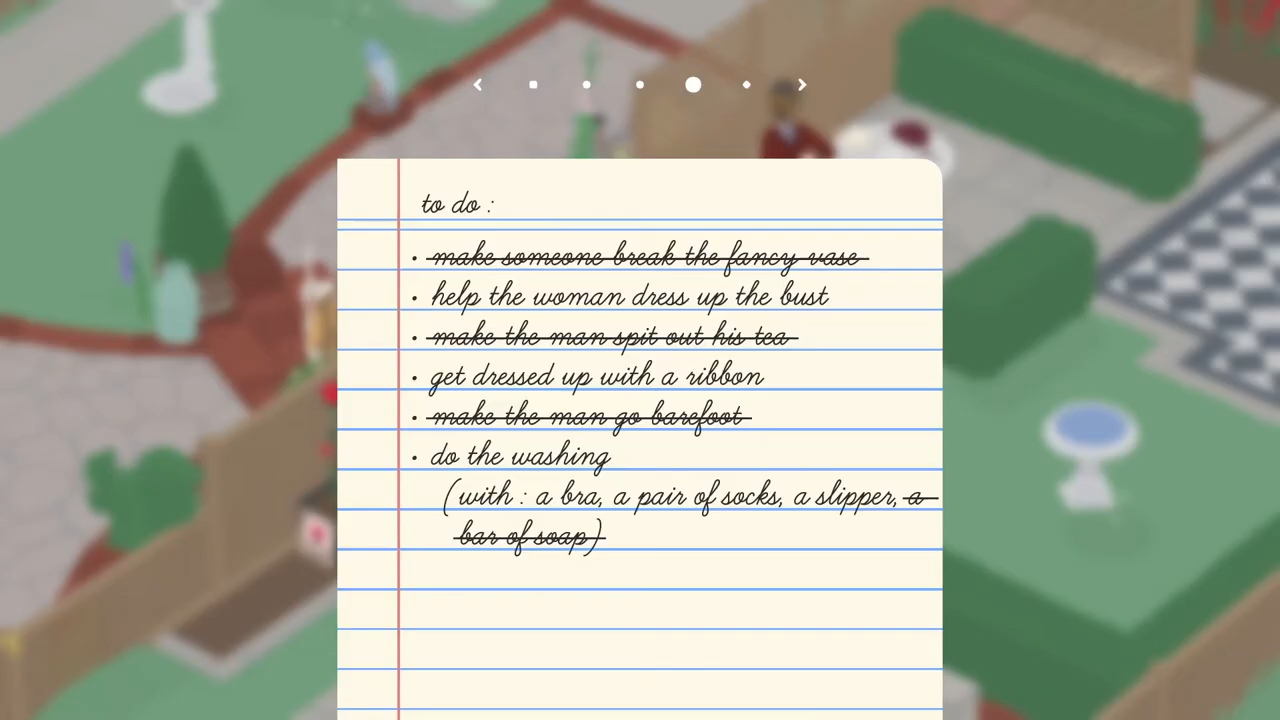 to do :
• make someone break the fancy vase
• help the woman dress up the bust
• make the man spit out his tea
• get dressed up with a ribbon
• make the man go barefoot
• do the washing
(with : a bra, a pair of socks, a slipper, a
bar of soap)